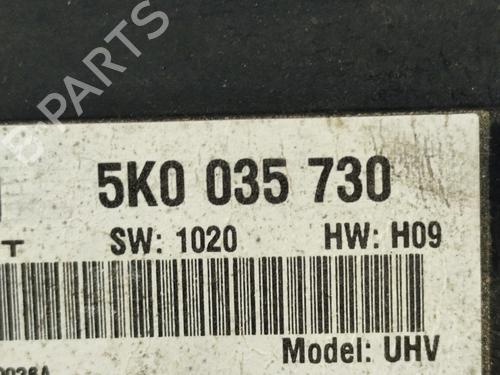 B-PARTS
5K0 035 730
T SW: 1020 HW: H09
Model: UHV